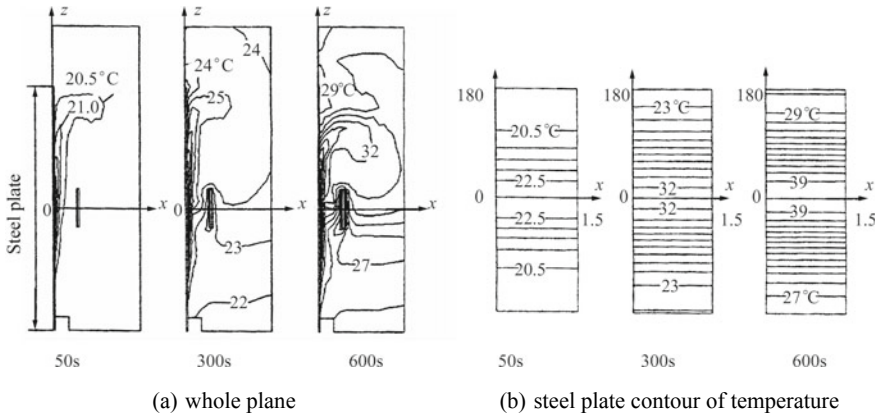 z
20.5°C
21.0
Steel plate
0
x
50s
z
24
24°C
25
0
x
23
22
300s
z
29℃
32
0
x
27
600s
(a) whole plane
180
20.5°C
22.5
0
x
1.5
22.5
20.5
50s
180
23°C
32
0
x
1.5
32
23
300s
180
29℃
39
0
x
1.5
39
27℃
600s
(b) steel plate contour of temperature